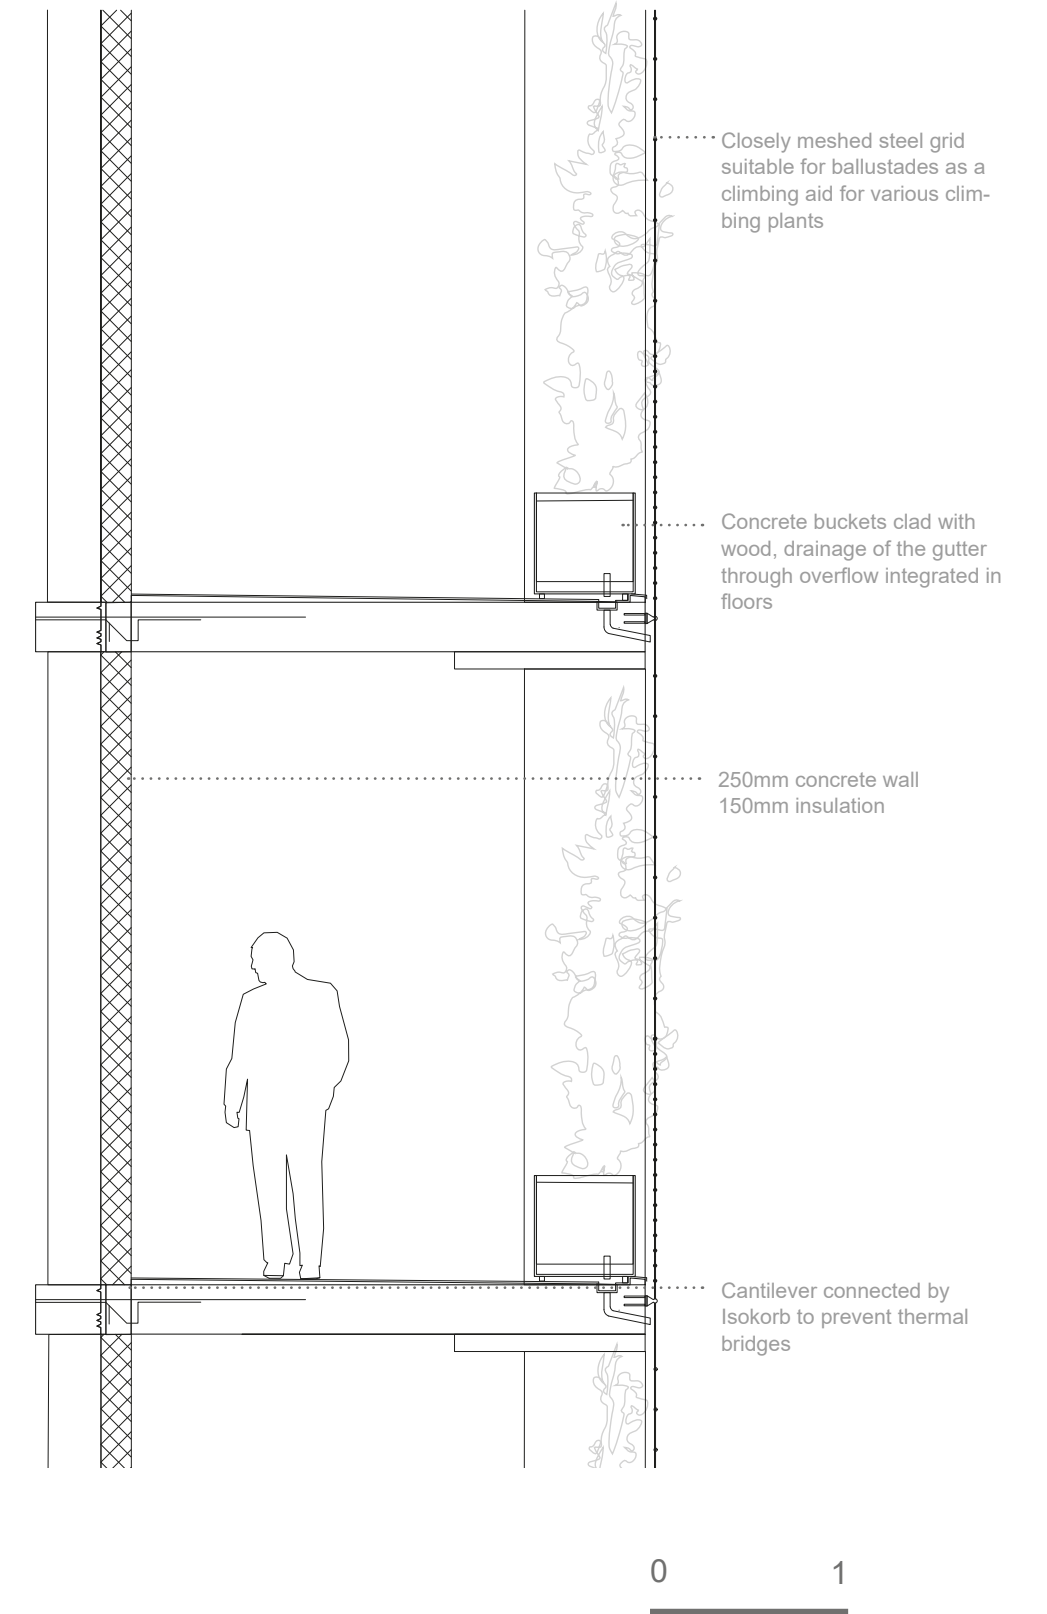 Closely meshed steel grid
suitable for ballustades as a
climbing aid for various clim-
bing plants
Concrete buckets clad with
wood, drainage of the gutter
through overflow integrated in
floors
250mm concrete wall
150mm insulation
Cantilever connected by
Isokorb to prevent thermal
bridges
0 1